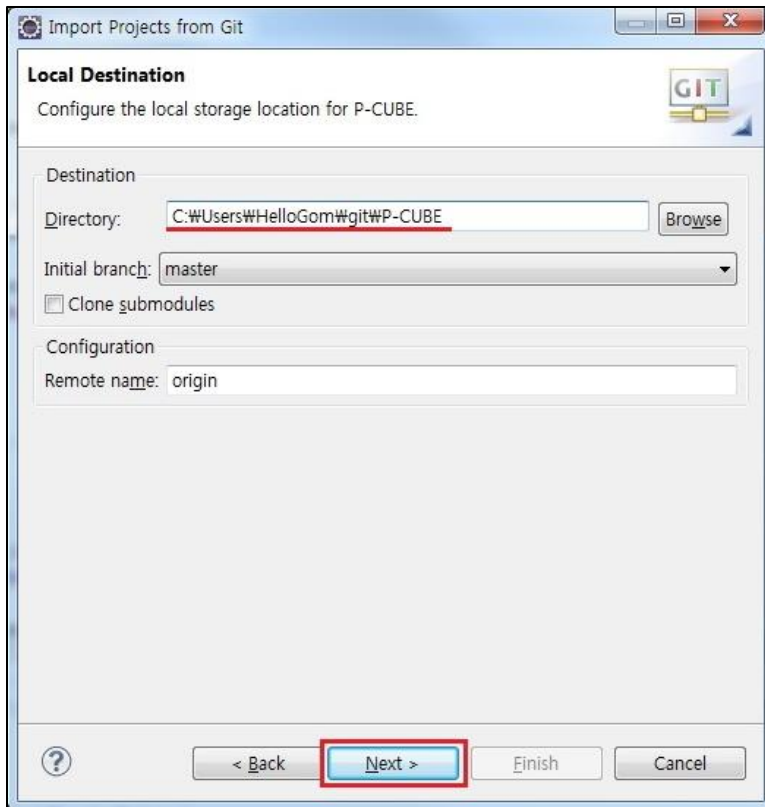 Import Projects from Git
Local Destination
Configure the local storage location for P-CUBE.
GIT
Destination
Directory: C:₩Users₩HelloGom₩git₩P-CUBE Browse
Initial branch: master
Clone submodules
Configuration
Remote name: origin
? < Back Next > Finish Cancel